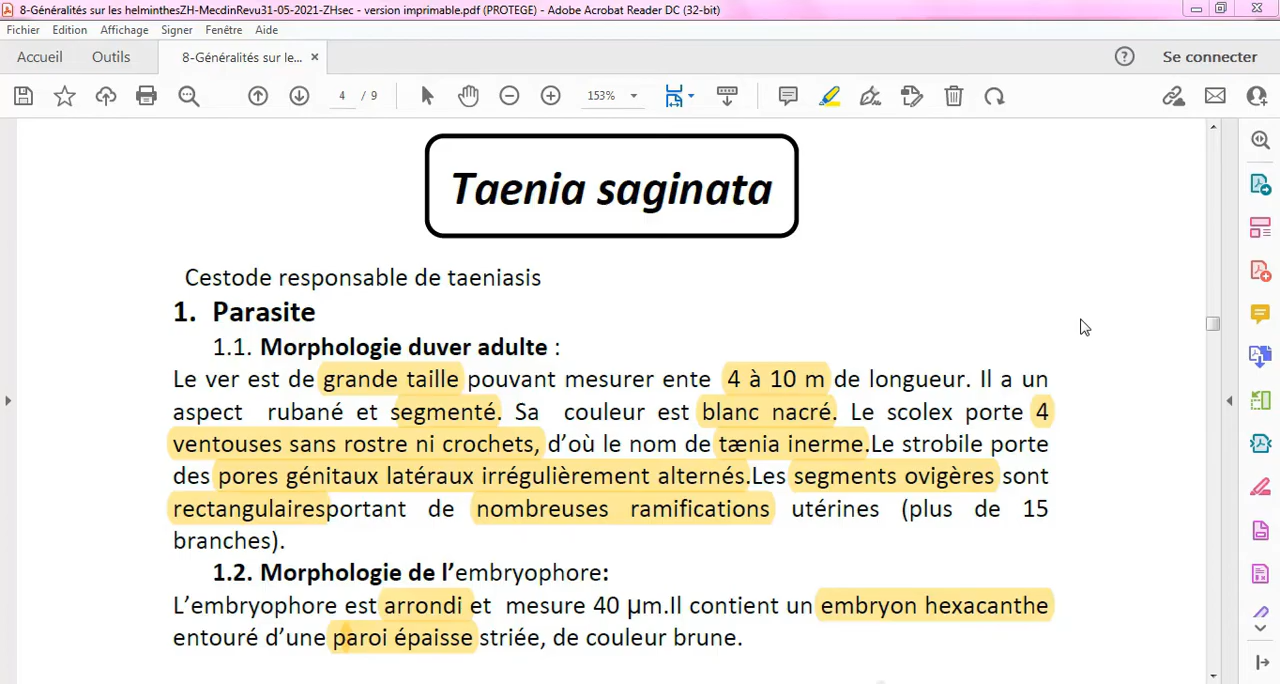 8-Généralités sur les helminthesZH-MecdinRevu31-05-2021-ZHsec - version imprimable.pdf (PROTEGE) - Adobe Acrobat Reader DC (32-bit)
Fichier Edition Affichage Signer Fenêtre Aide
Accueil Outils 8-Généralités sur le... × Se connecter
4 / 9 153%
Taenia saginata
Cestode responsable de taeniasis
1. Parasite
1.1. Morphologie duver adulte :
Le ver est de grande taille pouvant mesurer ente 4 à 10 m de longueur. Il a un
aspect rubané et segmenté. Sa couleur est blanc nacré. Le scolex porte 4
ventouses sans rostre ni crochets, d’où le nom de tænia inerme.Le strobile porte
des pores génitaux latéraux irrégulièrement alternés.Les segments ovigères sont
rectangulairesportant de nombreuses ramifications utérines (plus de 15
branches).
1.2. Morphologie de l’embryophore:
L’embryophore est arrondi et mesure 40 µm.Il contient un embryon hexacanthe
entouré d’une paroi épaisse striée, de couleur brune.